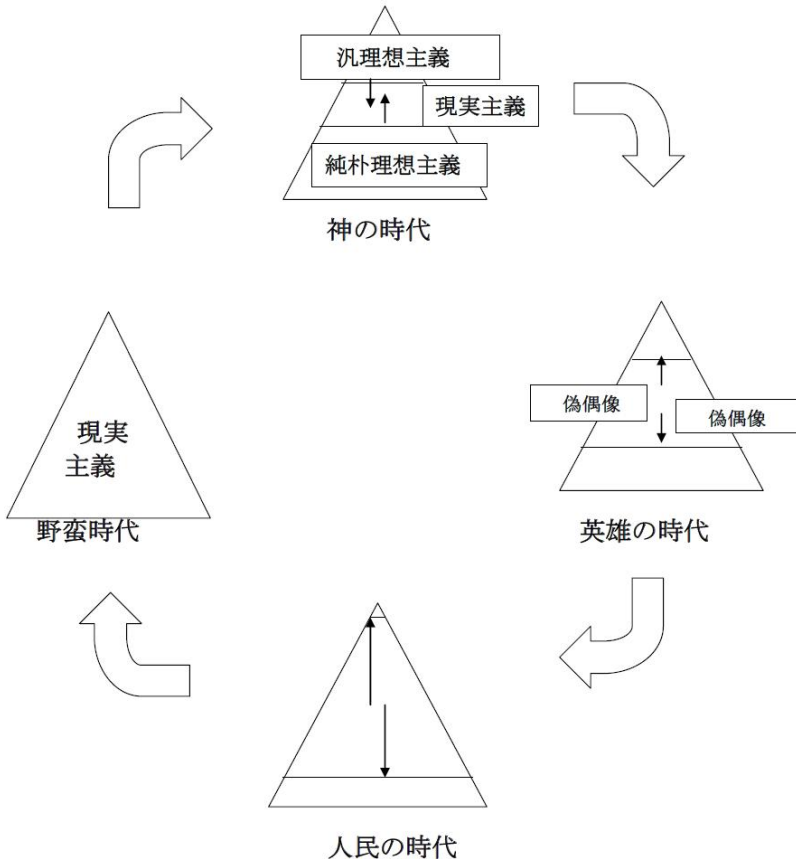 汎理想主義
現実主義
純朴理想主義
神の時代
偽偶像
偽偶像
英雄の時代
現実
主義
野蛮時代
人民の時代